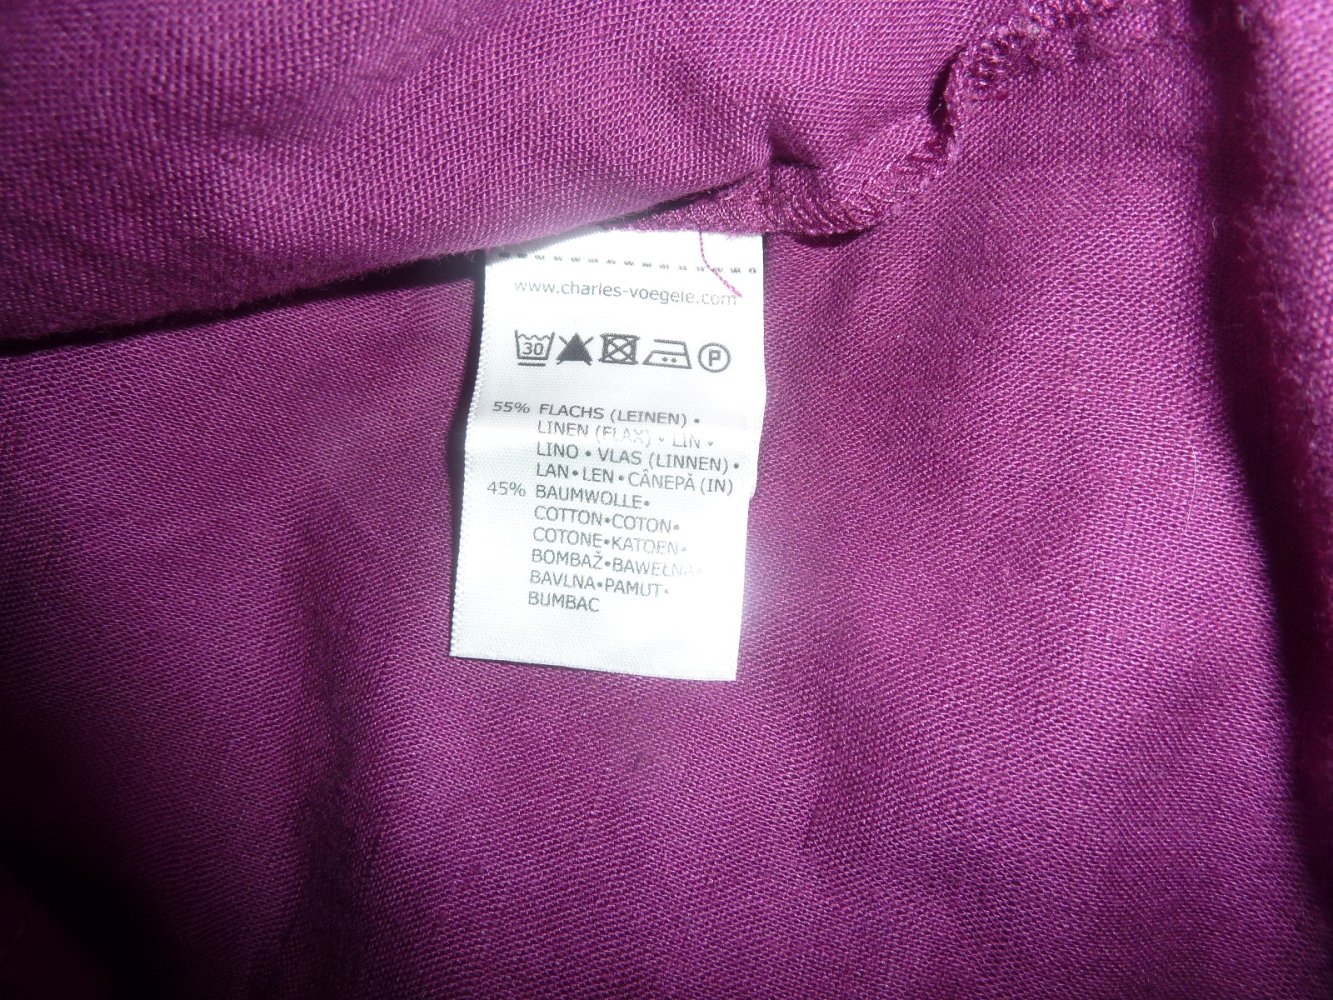 www.charles-voegele.com
30 P
55% FLACHS (LEINEN) •
LINEN (FLAX) • LIN •
LINO • VLAS (LINNEN) •
LAN • LEN • CÂNEPĂ (IN)
45% BAUMWOLLE•
COTTON•COTON•
COTONE•KATOEN•
BOMBAŽ•BAWEŁNA•
BAVLNA•PAMUT•
BUMBAC